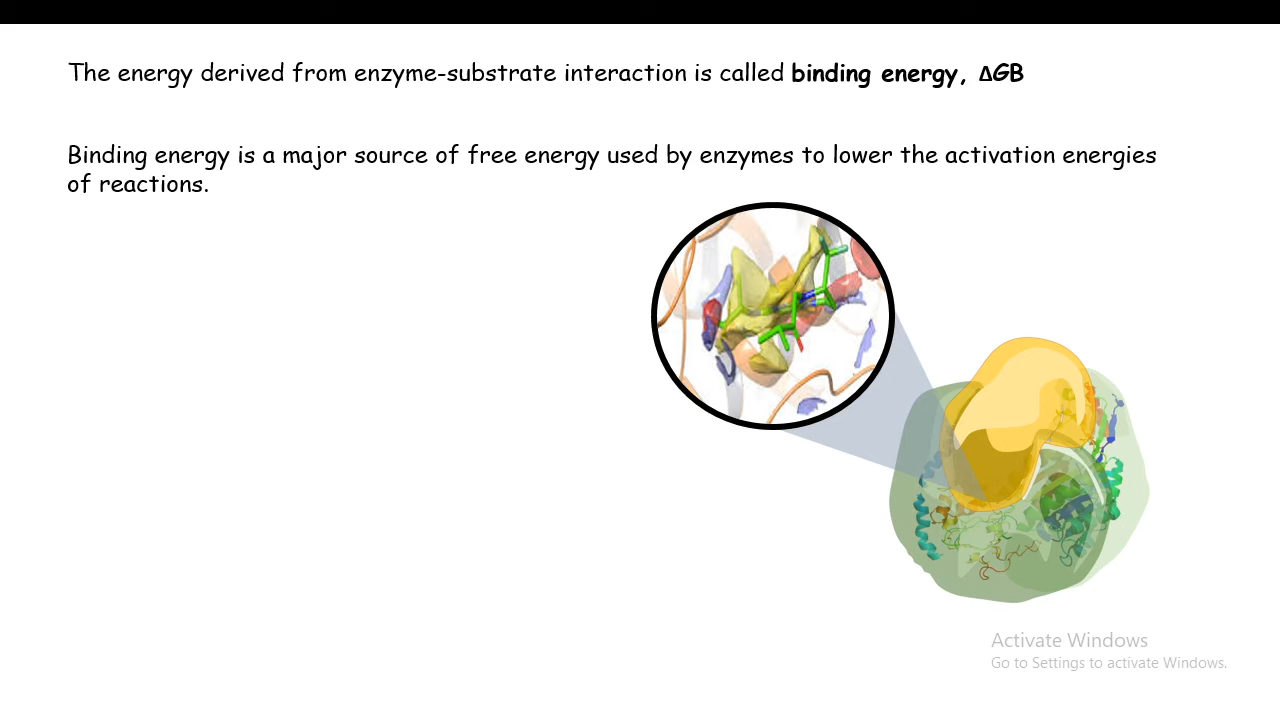 The energy derived from enzyme-substrate interaction is called binding energy, ΔGB
Binding energy is a major source of free energy used by enzymes to lower the activation energies
of reactions.
Activate Windows
Go to Settings to activate Windows.